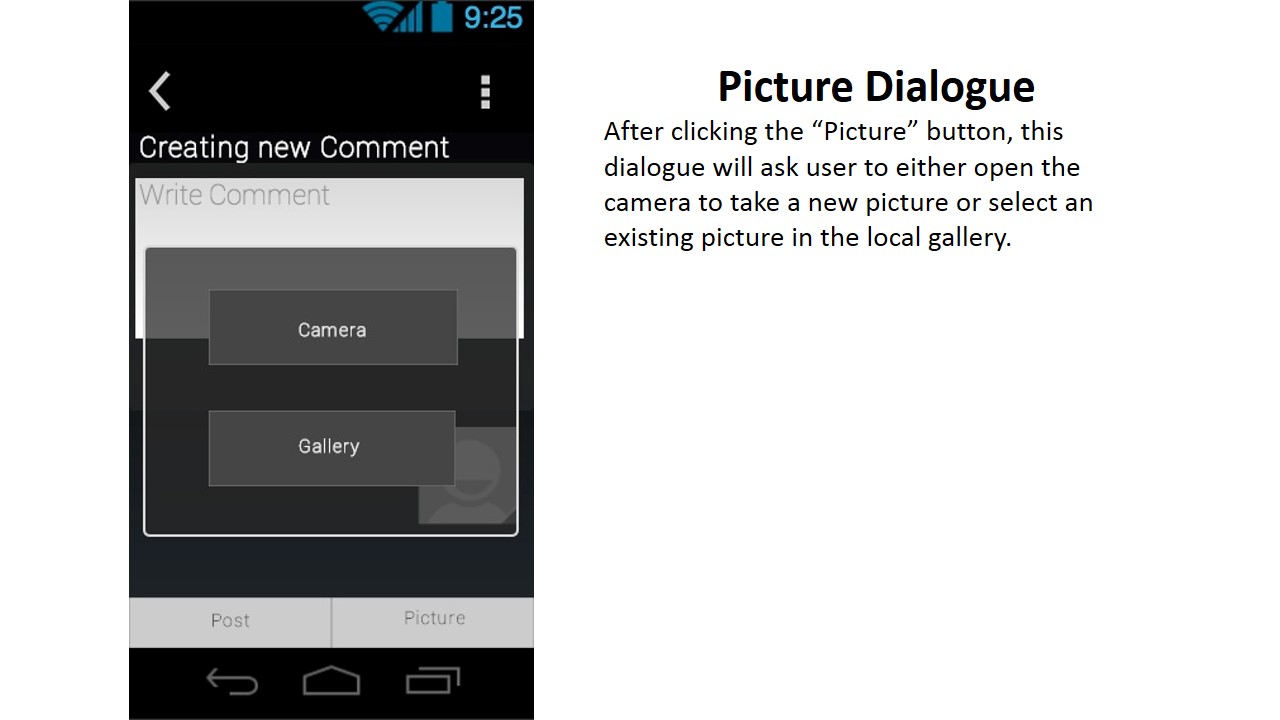 9:25
Creating new Comment
Write Comment
Camera
Gallery
Post
Picture
Picture Dialogue
After clicking the “Picture” button, this
dialogue will ask user to either open the
camera to take a new picture or select an
existing picture in the local gallery.